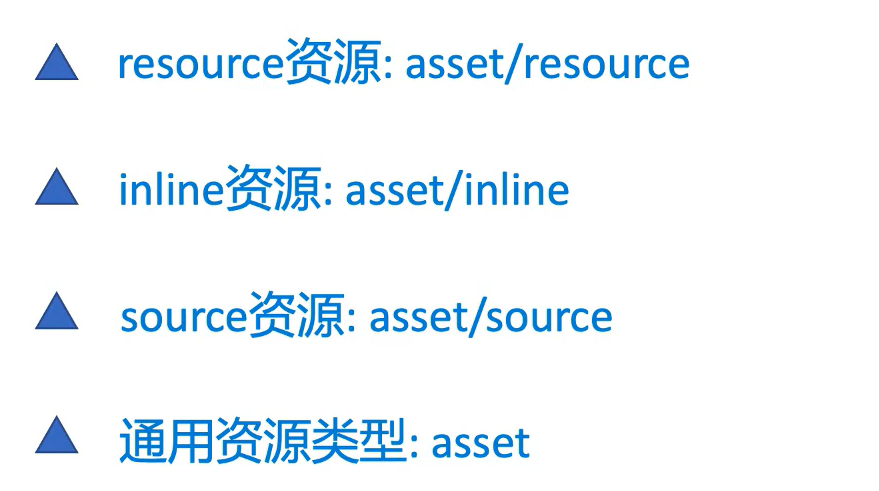 resource资源: asset/resource
inline资源: asset/inline
source资源: asset/source
通用资源类型: asset